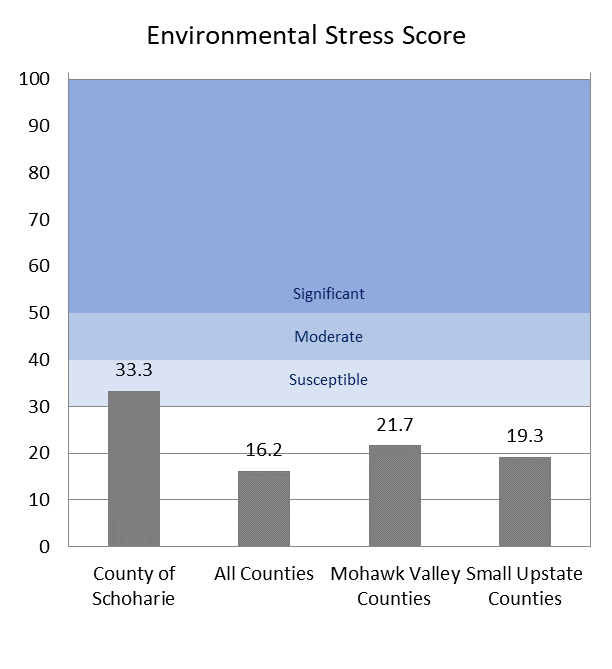 Environmental Stress Score
100
90
80
70
60
50
40
30
20
10
0
Significant
Moderate
Susceptible
33.3
16.2
21.7
19.3
County of
Schoharie
All Counties
Mohawk Valley
Counties
Small Upstate
Counties